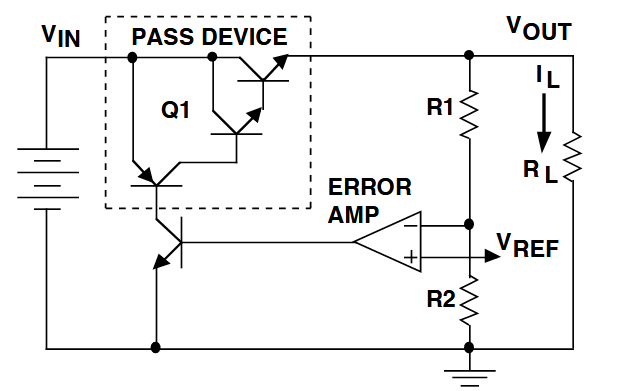 VIN
PASS DEVICE
VOUT
Q1
IL
R1
RL
ERROR
AMP
VREF
R2